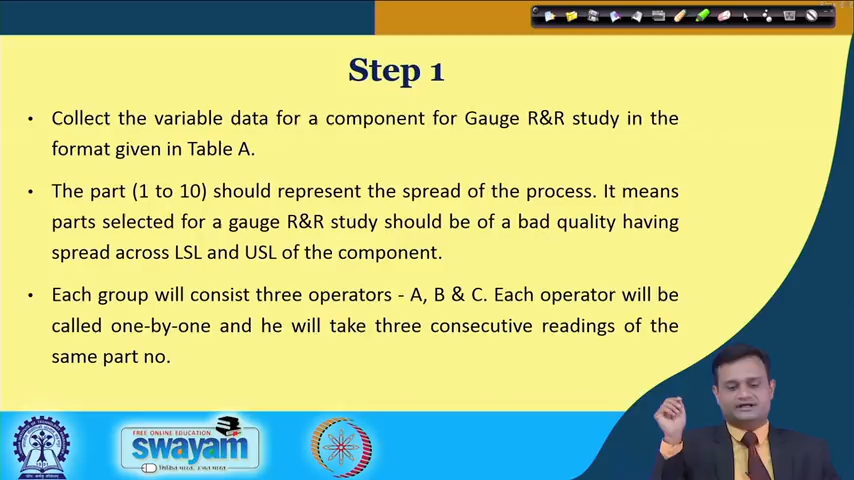 Step 1
• Collect the variable data for a component for Gauge R&R study in the
format given in Table A.
• The part (1 to 10) should represent the spread of the process. It means
parts selected for a gauge R&R study should be of a bad quality having
spread across LSL and USL of the component.
• Each group will consist three operators - A, B & C. Each operator will be
called one-by-one and he will take three consecutive readings of the
same part no.
FREE ONLINE EDUCATION
swayam
शिक्षित भारत, उन्नत भारत